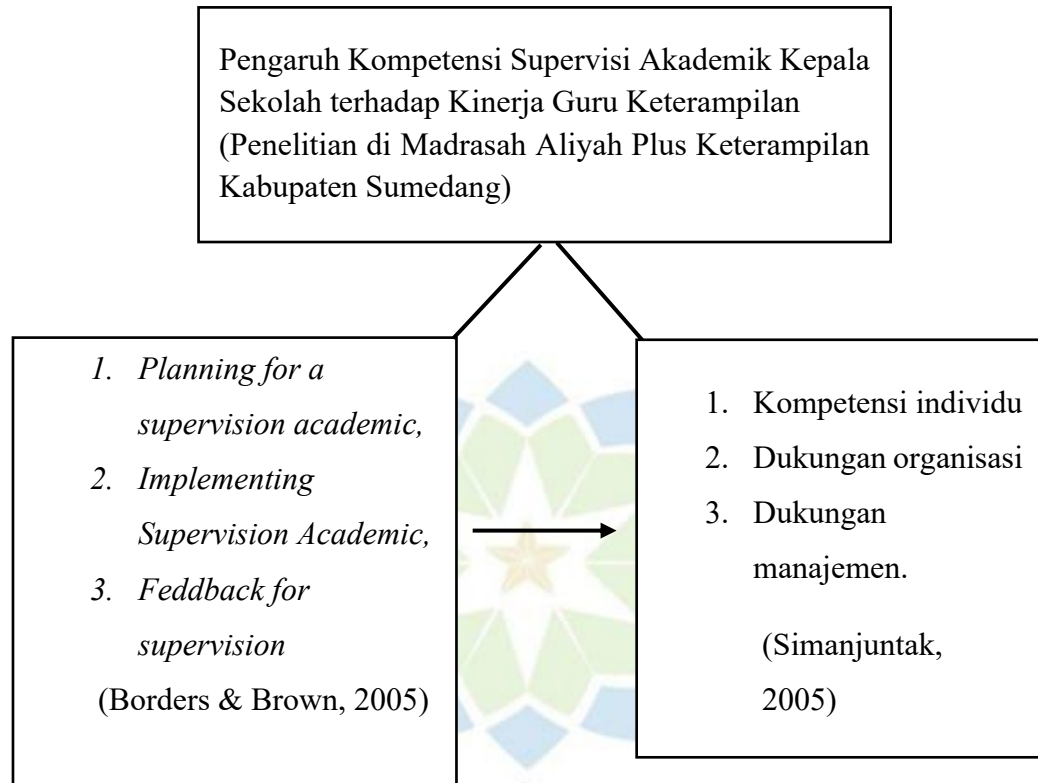 Pengaruh Kompetensi Supervisi Akademik Kepala
Sekolah terhadap Kinerja Guru Keterampilan
(Penelitian di Madrasah Aliyah Plus Keterampilan
Kabupaten Sumedang)
1. Planning for a
supervision academic,
2. Implementing
Supervision Academic,
3. Feddback for
supervision
(Borders & Brown, 2005)
1. Kompetensi individu
2. Dukungan organisasi
3. Dukungan
manajemen.
(Simanjuntak,
2005)